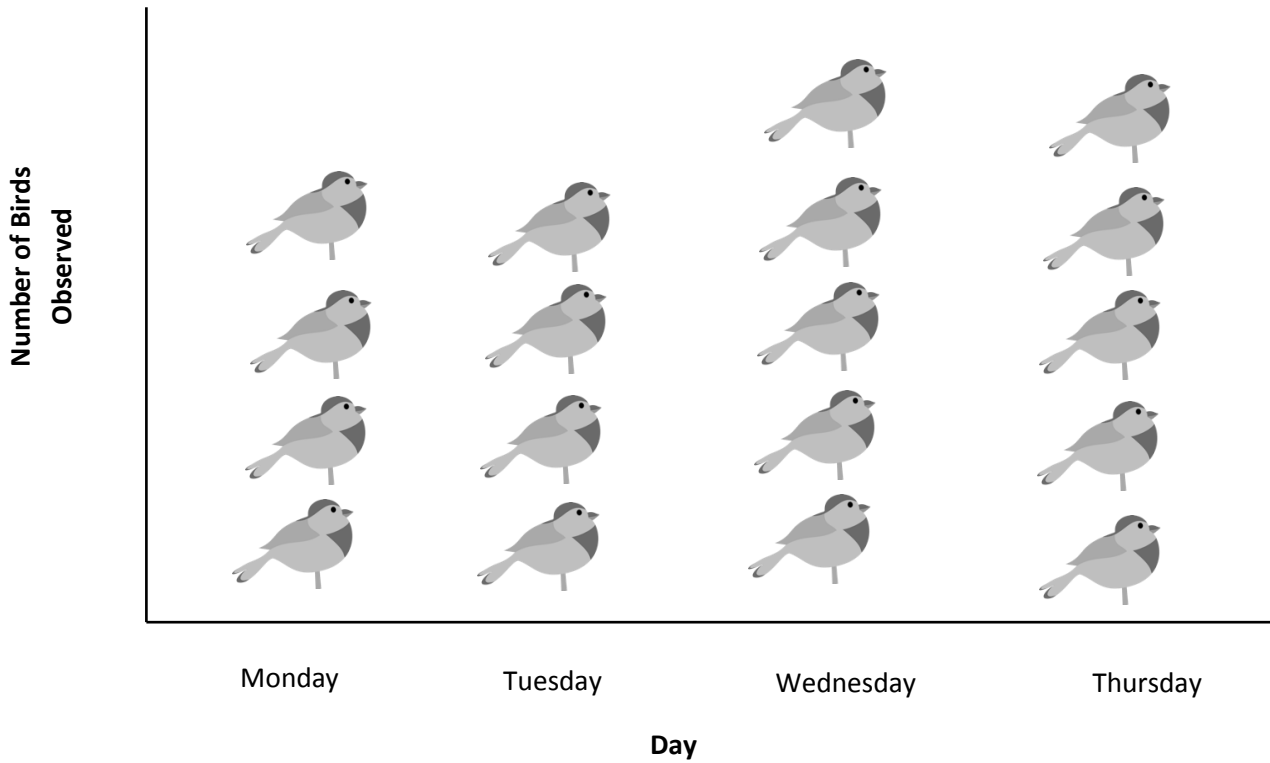 Number of Birds
Observed
Monday
Tuesday
Wednesday
Thursday
Day